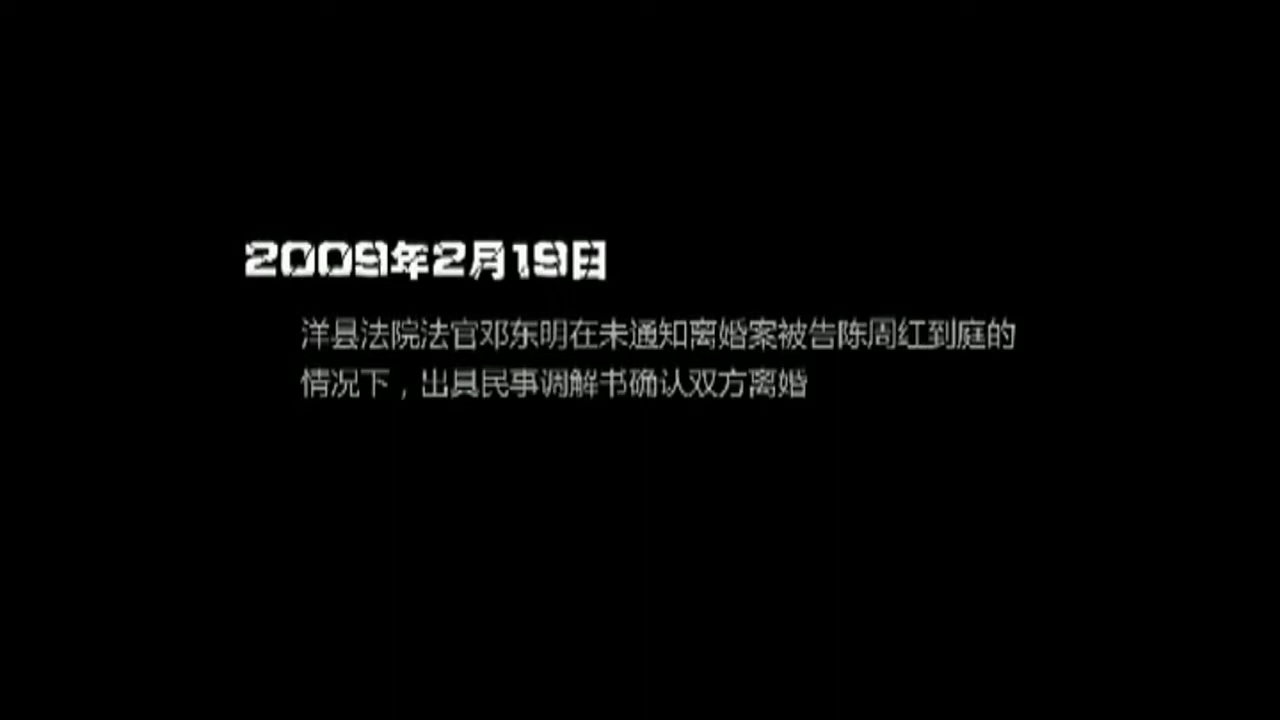 2009年2月19日
洋县法院法官邓东明在未通知离婚案被告陈周红到庭的
情况下，出具民事调解书确认双方离婚